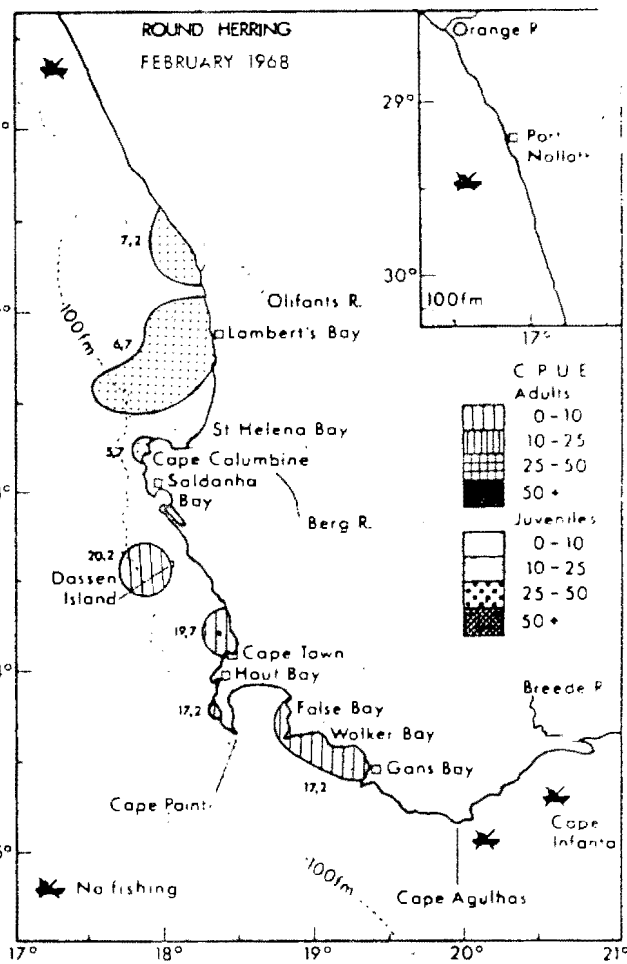 ROUND HERRING
FEBRUARY 1968
Orange R
29°
Port
Nolloth
30°
100fm
17°
7,2
Olifants R.
100fm
6,7
Lambert's Bay
C P U E
Adults
0-10
10-25
25-50
50+
Juveniles
0-10
10-25
25-50
50+
St Helena Bay
5,7
Cape Columbine
Saldanha
Bay
Berg R.
20,2
Dassen
Island
19,7
Cape Town
Hout Bay
Breede R
17,2
False Bay
Walker Bay
Gans Bay
17,2
Cape Point
Cape
Infanta
100fm
No fishing
Cape Agulhas
17°
18°
19°
20°
21°